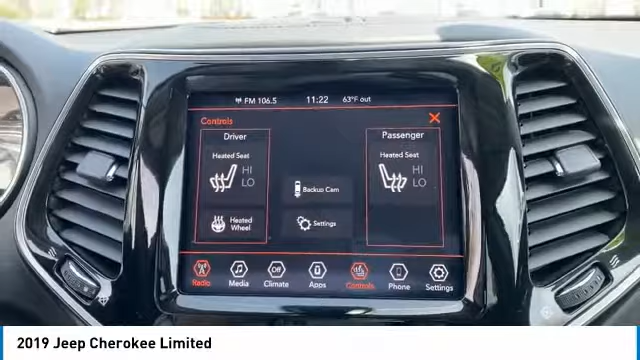 FM 106.5 11:22 63°F out
Controls
Driver
Passenger
Heated Seat
Heated Seat
HI
LO
HI
LO
Backup Cam
Heated
Wheel
Settings
Radio Media Off Climate Apps Controls Phone Settings
2019 Jeep Cherokee Limited